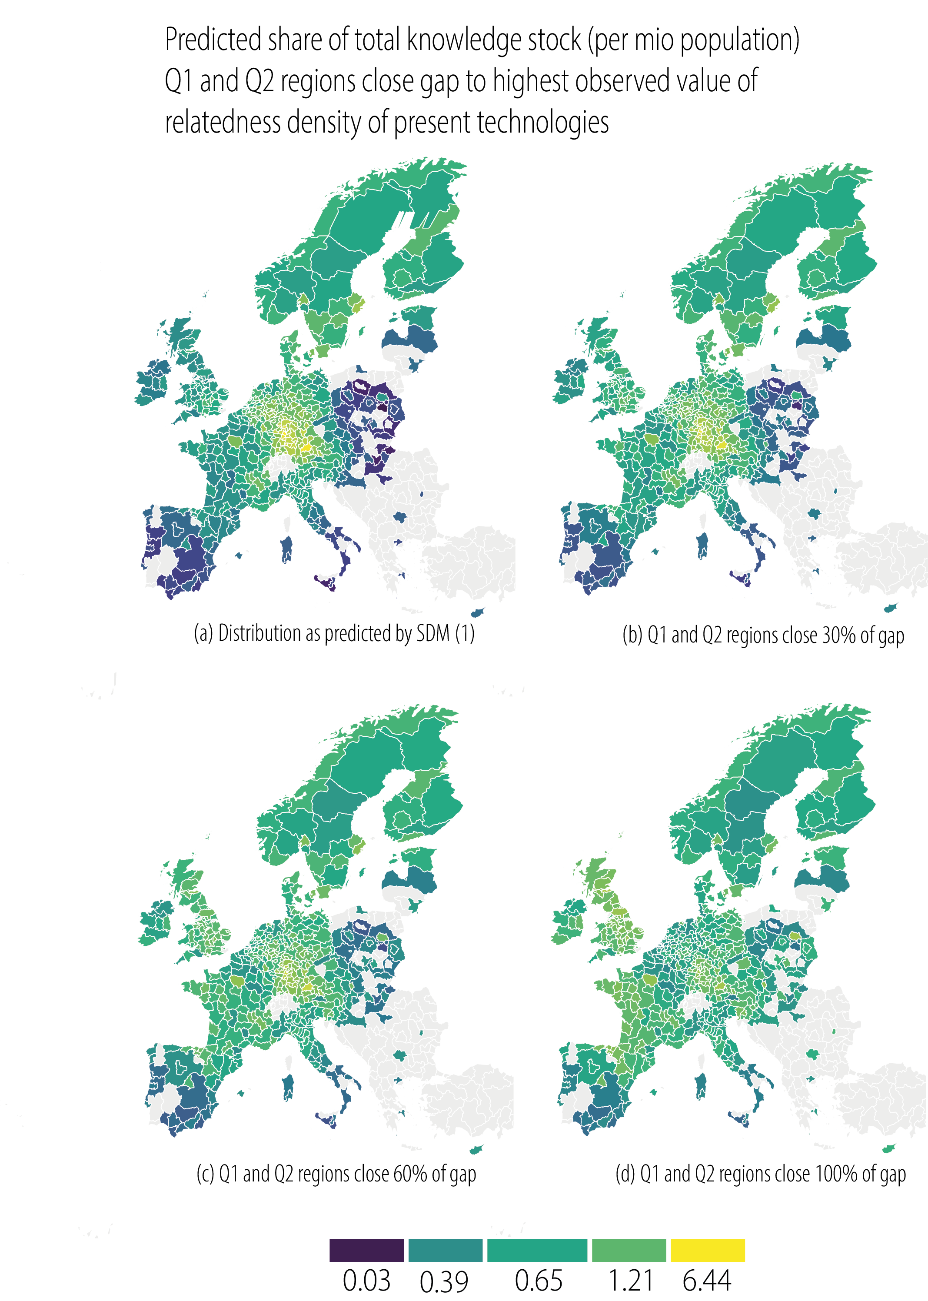 Predicted share of total knowledge stock (per mio population)
Q1 and Q2 regions close gap to highest observed value of
relatedness density of present technologies
(a) Distribution as predicted by SDM (1)
(b) Q1 and Q2 regions close 30% of gap
(c) Q1 and Q2 regions close 60% of gap
(d) Q1 and Q2 regions close 100% of gap
0.03 0.39 0.65 1.21 6.44